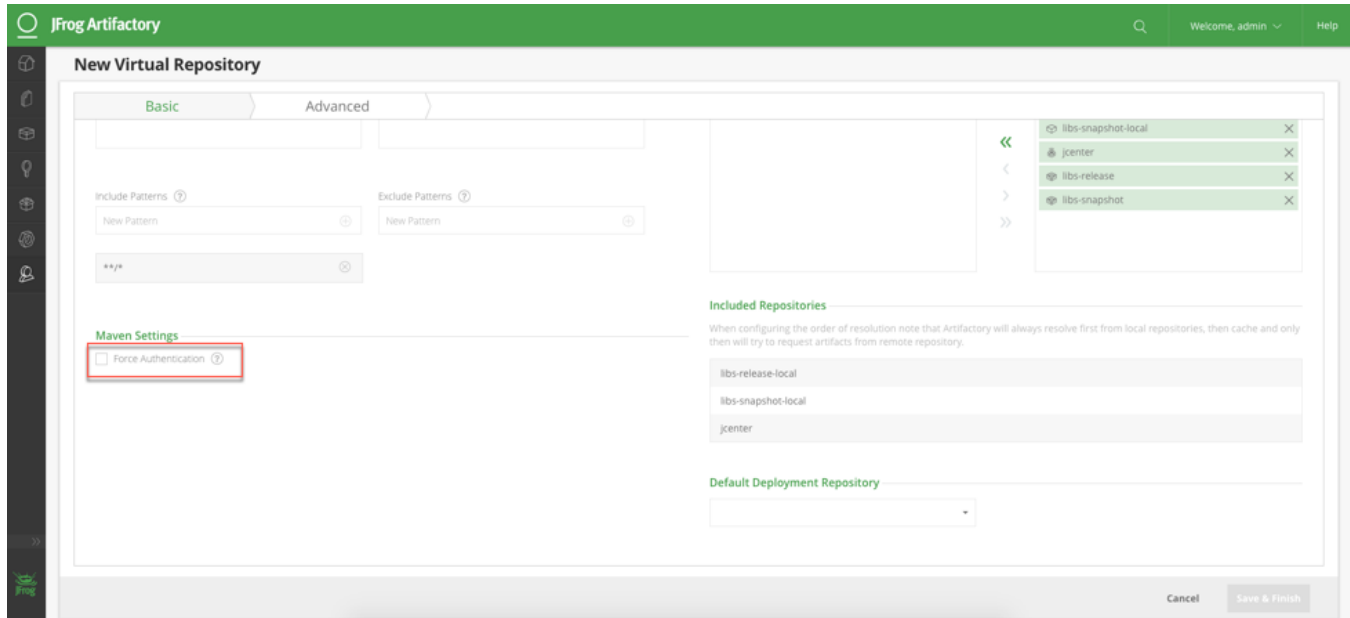 JFrog Artifactory
Welcome, admin
Help
New Virtual Repository
Basic
Advanced
Include Patterns ?
Exclude Patterns ?
New Pattern
New Pattern
**/*
Maven Settings
Force Authentication ?
libs-snapshot-local
jcenter
libs-release
libs-snapshot
Included Repositories
When configuring the order of resolution note that Artifactory will always resolve first from local repositories, then cache and only
then will try to request artifacts from remote repository.
libs-release-local
libs-snapshot-local
jcenter
Default Deployment Repository
JFrog
Cancel
Save & Finish